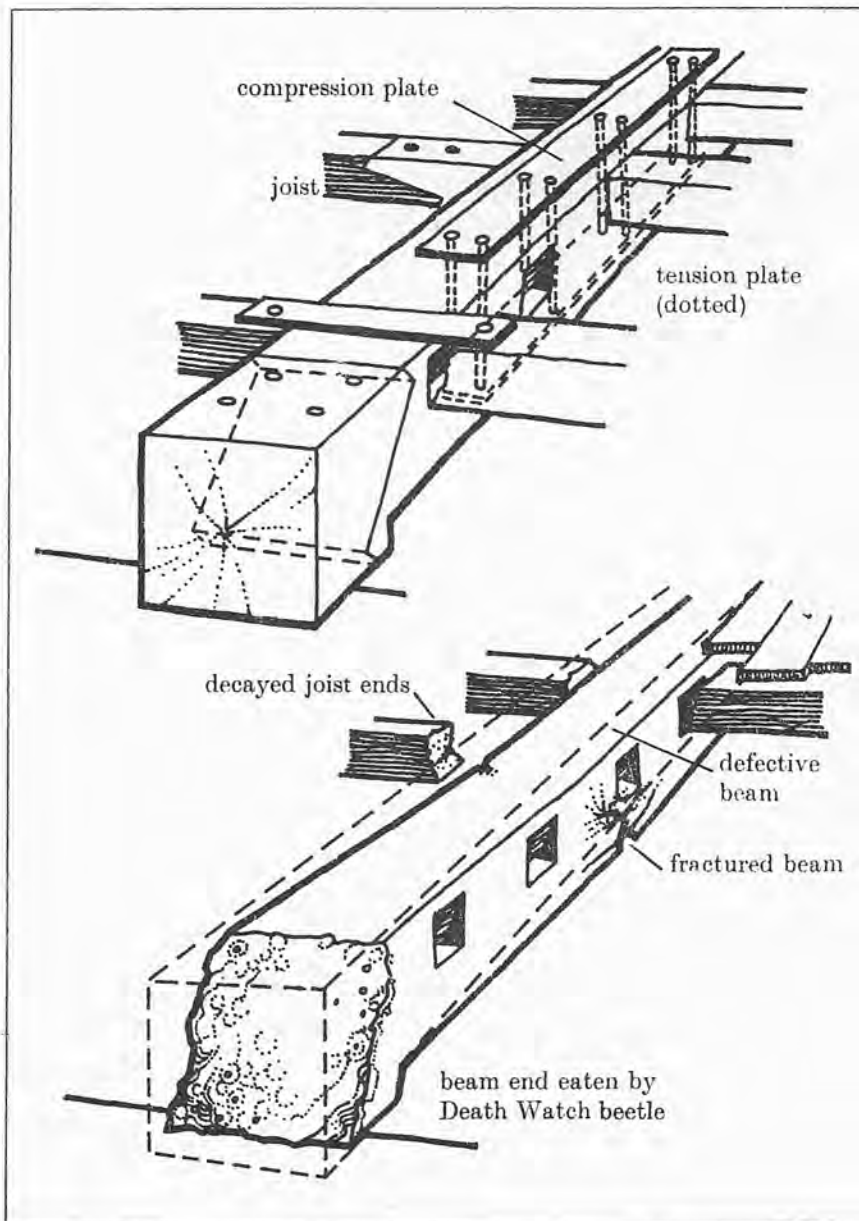 compression plate
joist
tension plate
(dotted)
decayed joist ends
defective
beam
fractured beam
beam end eaten by
Death Watch beetle